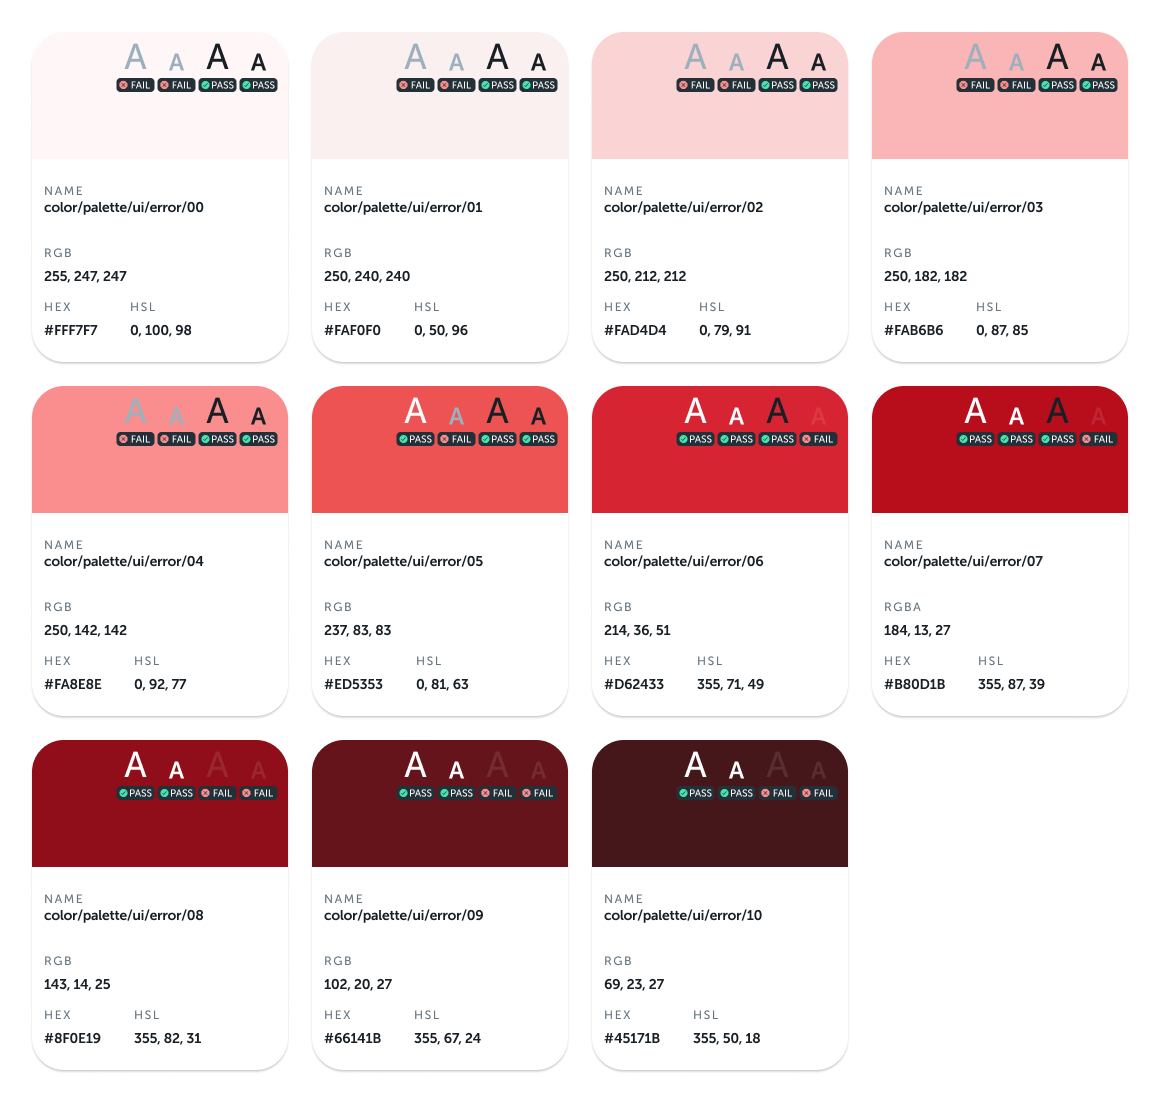 A A A A
FAIL FAIL PASS PASS
NAME
color/palette/ui/error/00
RGB
255, 247, 247
HEX HSL
#FFF7F7 0, 100, 98
A A A A
FAIL FAIL PASS PASS
NAME
color/palette/ui/error/01
RGB
250, 240, 240
HEX HSL
#FAF0F0 0, 50, 96
A A A A
FAIL FAIL PASS PASS
NAME
color/palette/ui/error/02
RGB
250, 212, 212
HEX HSL
#FAD4D4 0, 79, 91
A A A A
FAIL FAIL PASS PASS
NAME
color/palette/ui/error/03
RGB
250, 182, 182
HEX HSL
#FAB6B6 0, 87, 85
A A A A
FAIL FAIL PASS PASS
NAME
color/palette/ui/error/04
RGB
250, 142, 142
HEX HSL
#FA8E8E 0, 92, 77
A A A A
PASS FAIL PASS PASS
NAME
color/palette/ui/error/05
RGB
237, 83, 83
HEX HSL
#ED5353 0, 81, 63
A A A A
PASS PASS PASS FAIL
NAME
color/palette/ui/error/06
RGB
214, 36, 51
HEX HSL
#D62433 355, 71, 49
A A A A
PASS PASS PASS FAIL
NAME
color/palette/ui/error/07
RGBA
184, 13, 27
HEX HSL
#B80D1B 355, 87, 39
A A A A
PASS PASS FAIL FAIL
NAME
color/palette/ui/error/08
RGB
143, 14, 25
HEX HSL
#8F0E19 355, 82, 31
A A A A
PASS PASS FAIL FAIL
NAME
color/palette/ui/error/09
RGB
102, 20, 27
HEX HSL
#66141B 355, 67, 24
A A A A
PASS PASS FAIL FAIL
NAME
color/palette/ui/error/10
RGB
69, 23, 27
HEX HSL
#45171B 355, 50, 18